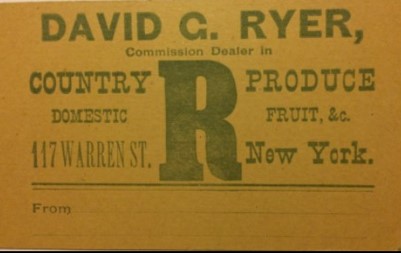 DAVID G. RYER,
Commission Dealer in
COUNTRY R PRODUCE
DOMESTIC FRUIT, &c.
117 WARREN ST. New York.
From